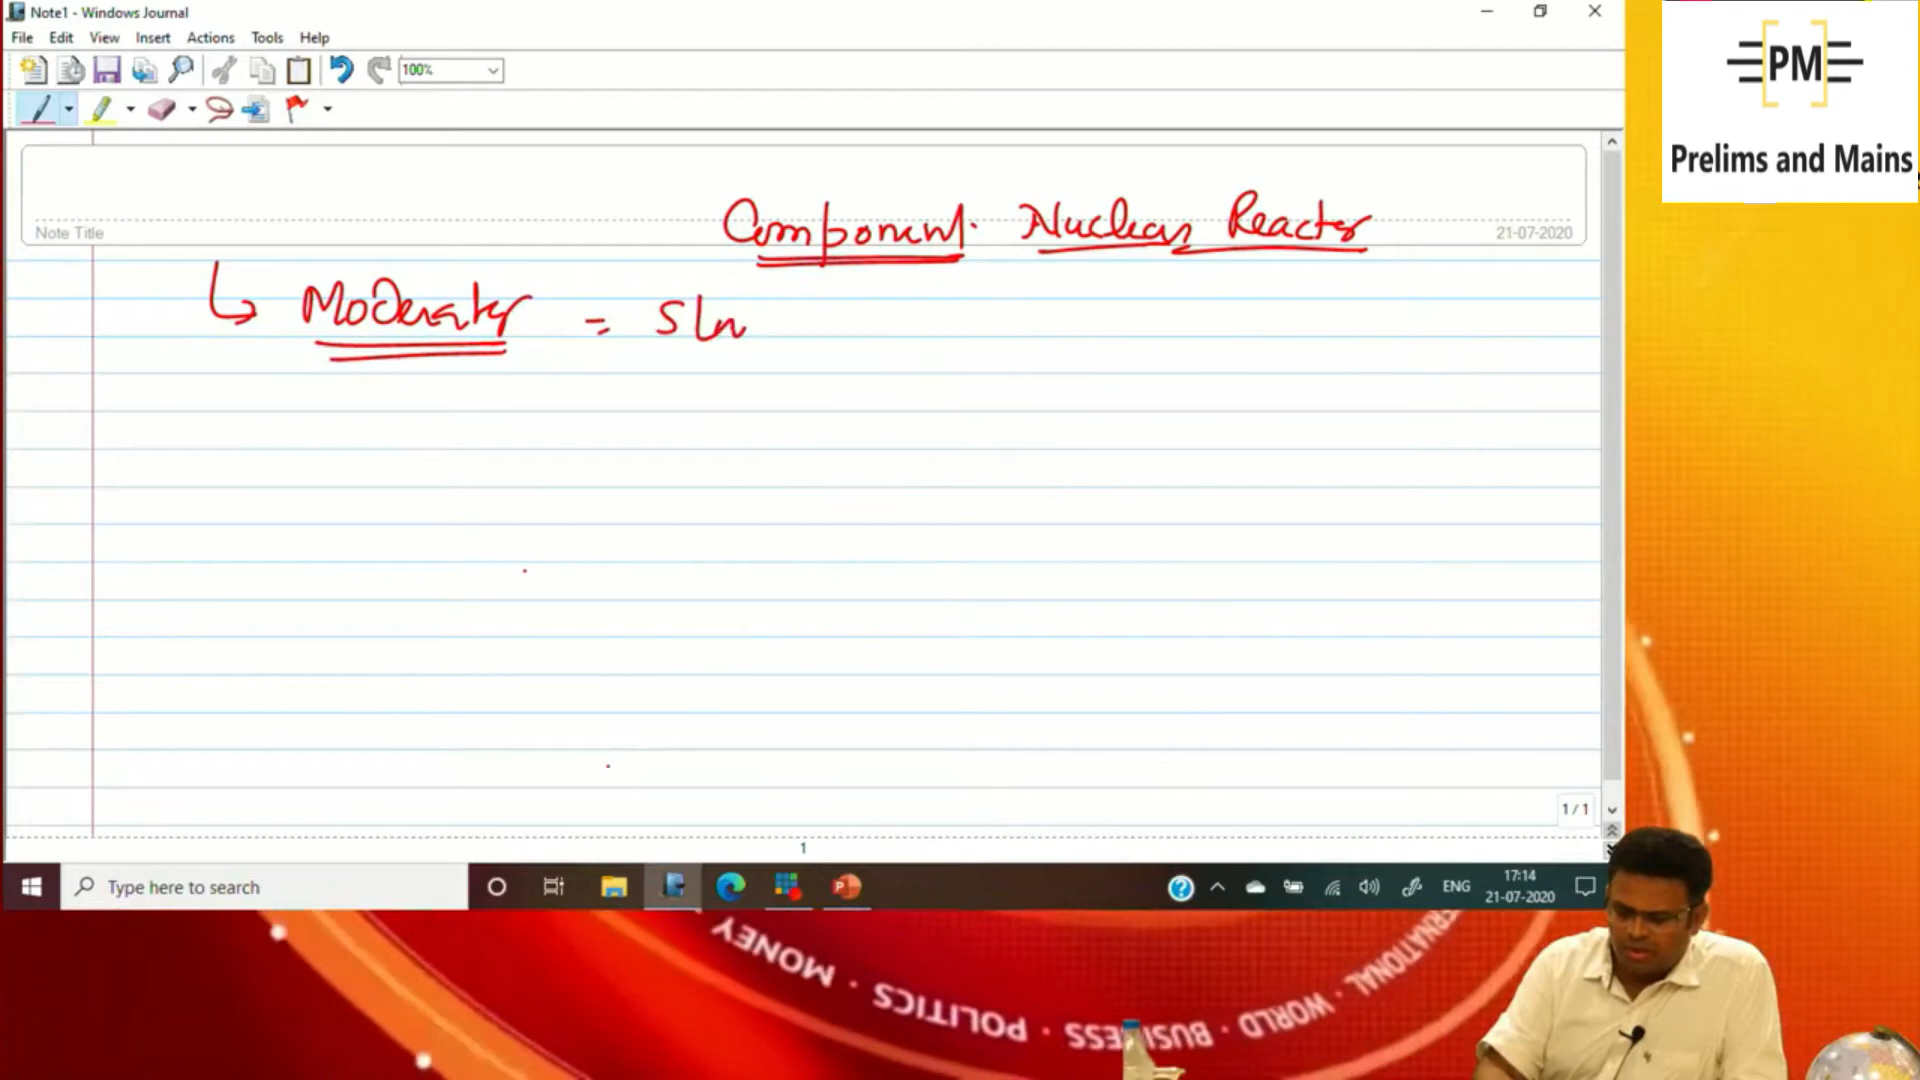 Note1 - Windows Journal
File Edit View Insert Actions Tools Help
100%
PM
Prelims and Mains
Component Nuclear Reactor
Note Title
21-07-2020
Moderator = Slo
1 / 1
1
Type here to search
ENG
17:14
21-07-2020
MONEY · POLITICS · BUSINESS · WORLD ·